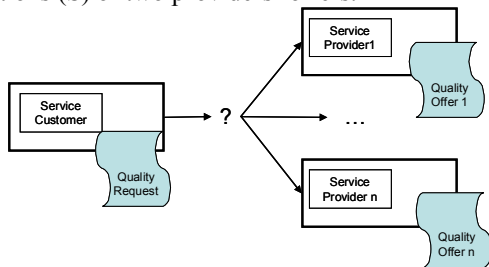 Service
Provider1
Quality
Offer 1
Service
Customer
?
...
Quality
Request
Service
Provider n
Quality
Offer n